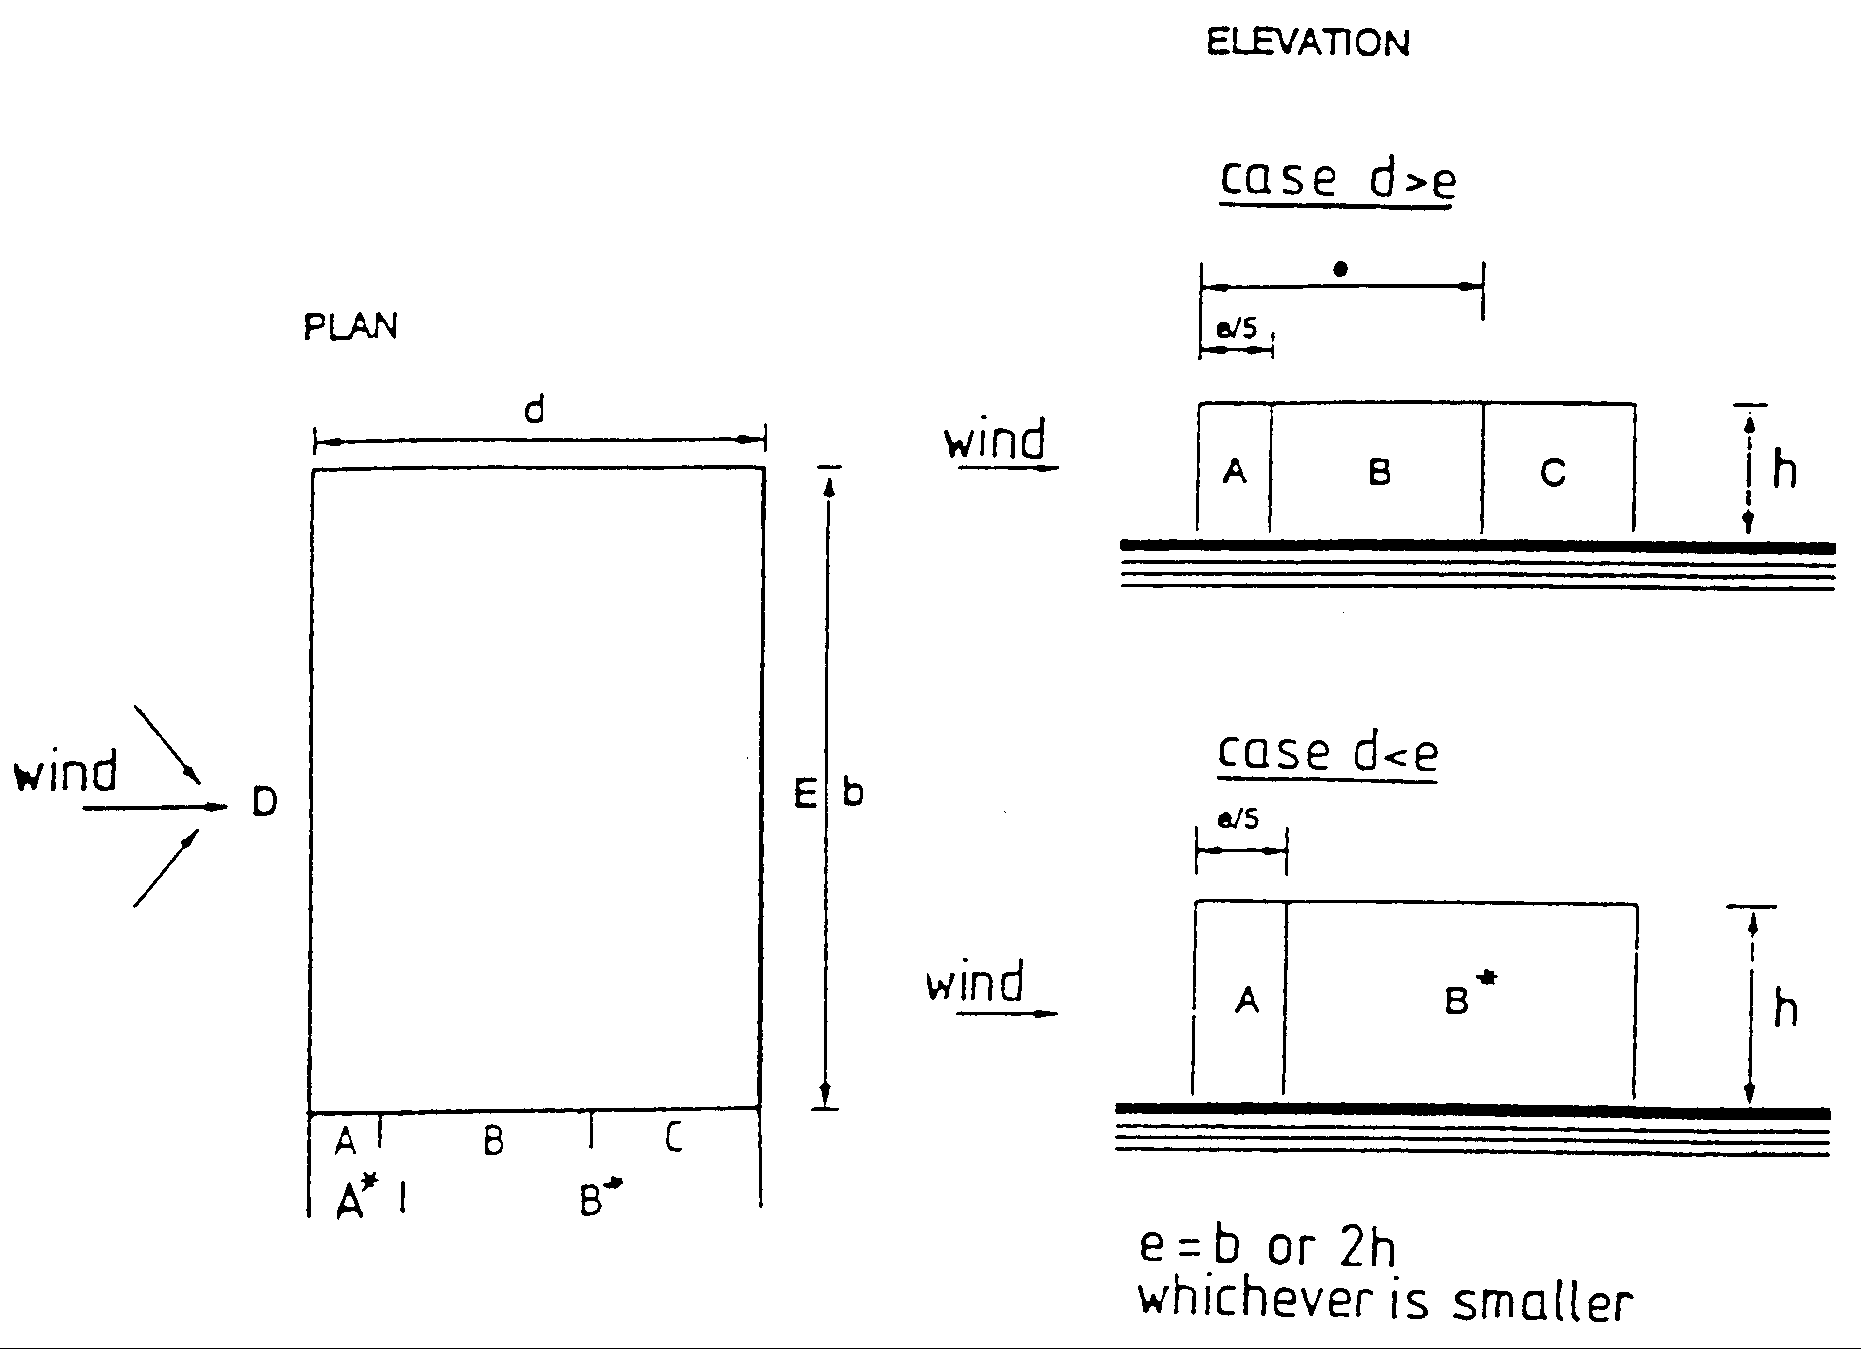 ELEVATION
case d>e
e
e/5
wind
A B C
h
PLAN
d
wind
D
E b
A B C
A* B*
case d<e
e/5
wind
A B*
h
e = b or 2h
whichever is smaller